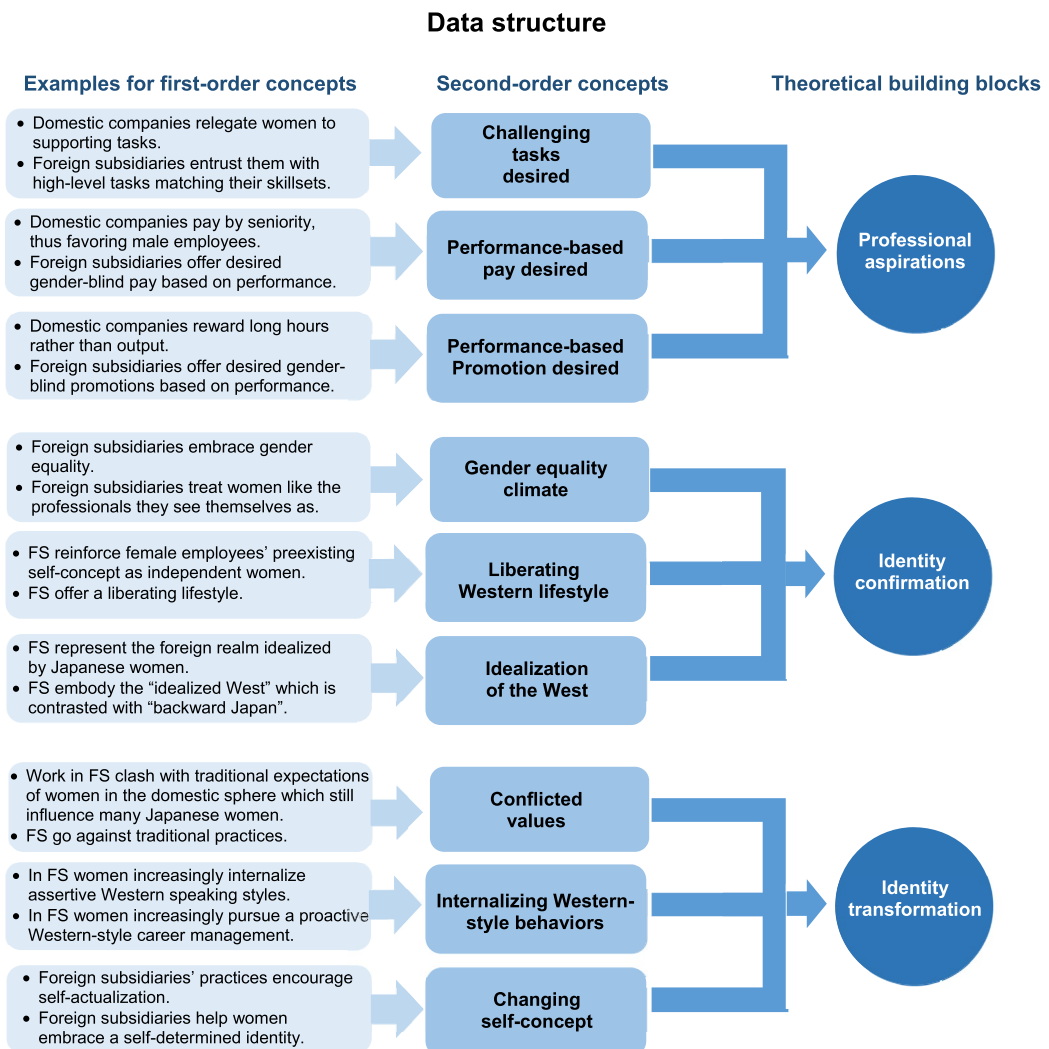 Data structure
Examples for first-order concepts
Second-order concepts
Theoretical building blocks
• Domestic companies relegate women to
supporting tasks.
• Foreign subsidiaries entrust them with
high-level tasks matching their skillsets.
Challenging
tasks
desired
• Domestic companies pay by seniority,
thus favoring male employees.
• Foreign subsidiaries offer desired
gender-blind pay based on performance.
Performance-based
pay desired
• Domestic companies reward long hours
rather than output.
• Foreign subsidiaries offer desired gender-
blind promotions based on performance.
Performance-based
Promotion desired
Professional
aspirations
• Foreign subsidiaries embrace gender
equality.
• Foreign subsidiaries treat women like the
professionals they see themselves as.
Gender equality
climate
• FS reinforce female employees’ preexisting
self-concept as independent women.
• FS offer a liberating lifestyle.
Liberating
Western lifestyle
• FS represent the foreign realm idealized
by Japanese women.
• FS embody the “idealized West” which is
contrasted with “backward Japan”.
Idealization
of the West
Identity
confirmation
• Work in FS clash with traditional expectations
of women in the domestic sphere which still
influence many Japanese women.
• FS go against traditional practices.
Conflicted
values
• In FS women increasingly internalize
assertive Western speaking styles.
• In FS women increasingly pursue a proactive
Western-style career management.
Internalizing Western-
style behaviors
• Foreign subsidiaries’ practices encourage
self-actualization.
• Foreign subsidiaries help women
embrace a self-determined identity.
Changing
self-concept
Identity
transformation